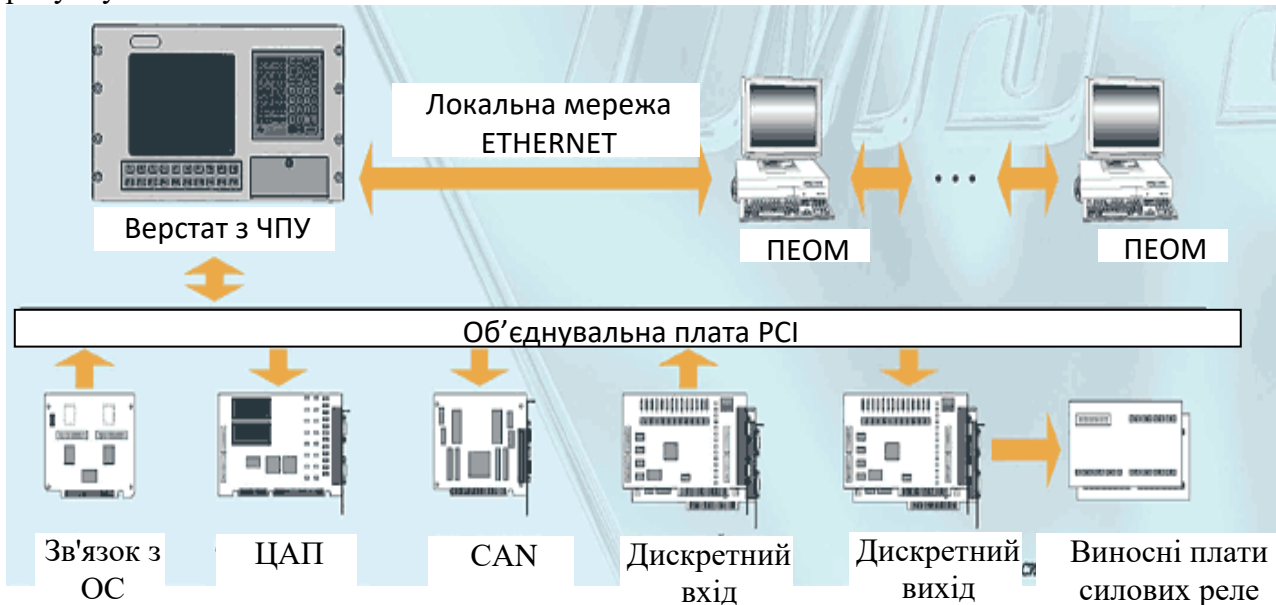 Локальна мережа
ETHERNET
Верстат з ЧПУ
ПЕОМ
...
ПЕОМ
Об’єднувальна плата PCI
Зв'язок з
ОС
ЦАП
CAN
Дискретний
вхід
Дискретний
вихід
Виносні плати
силових реле